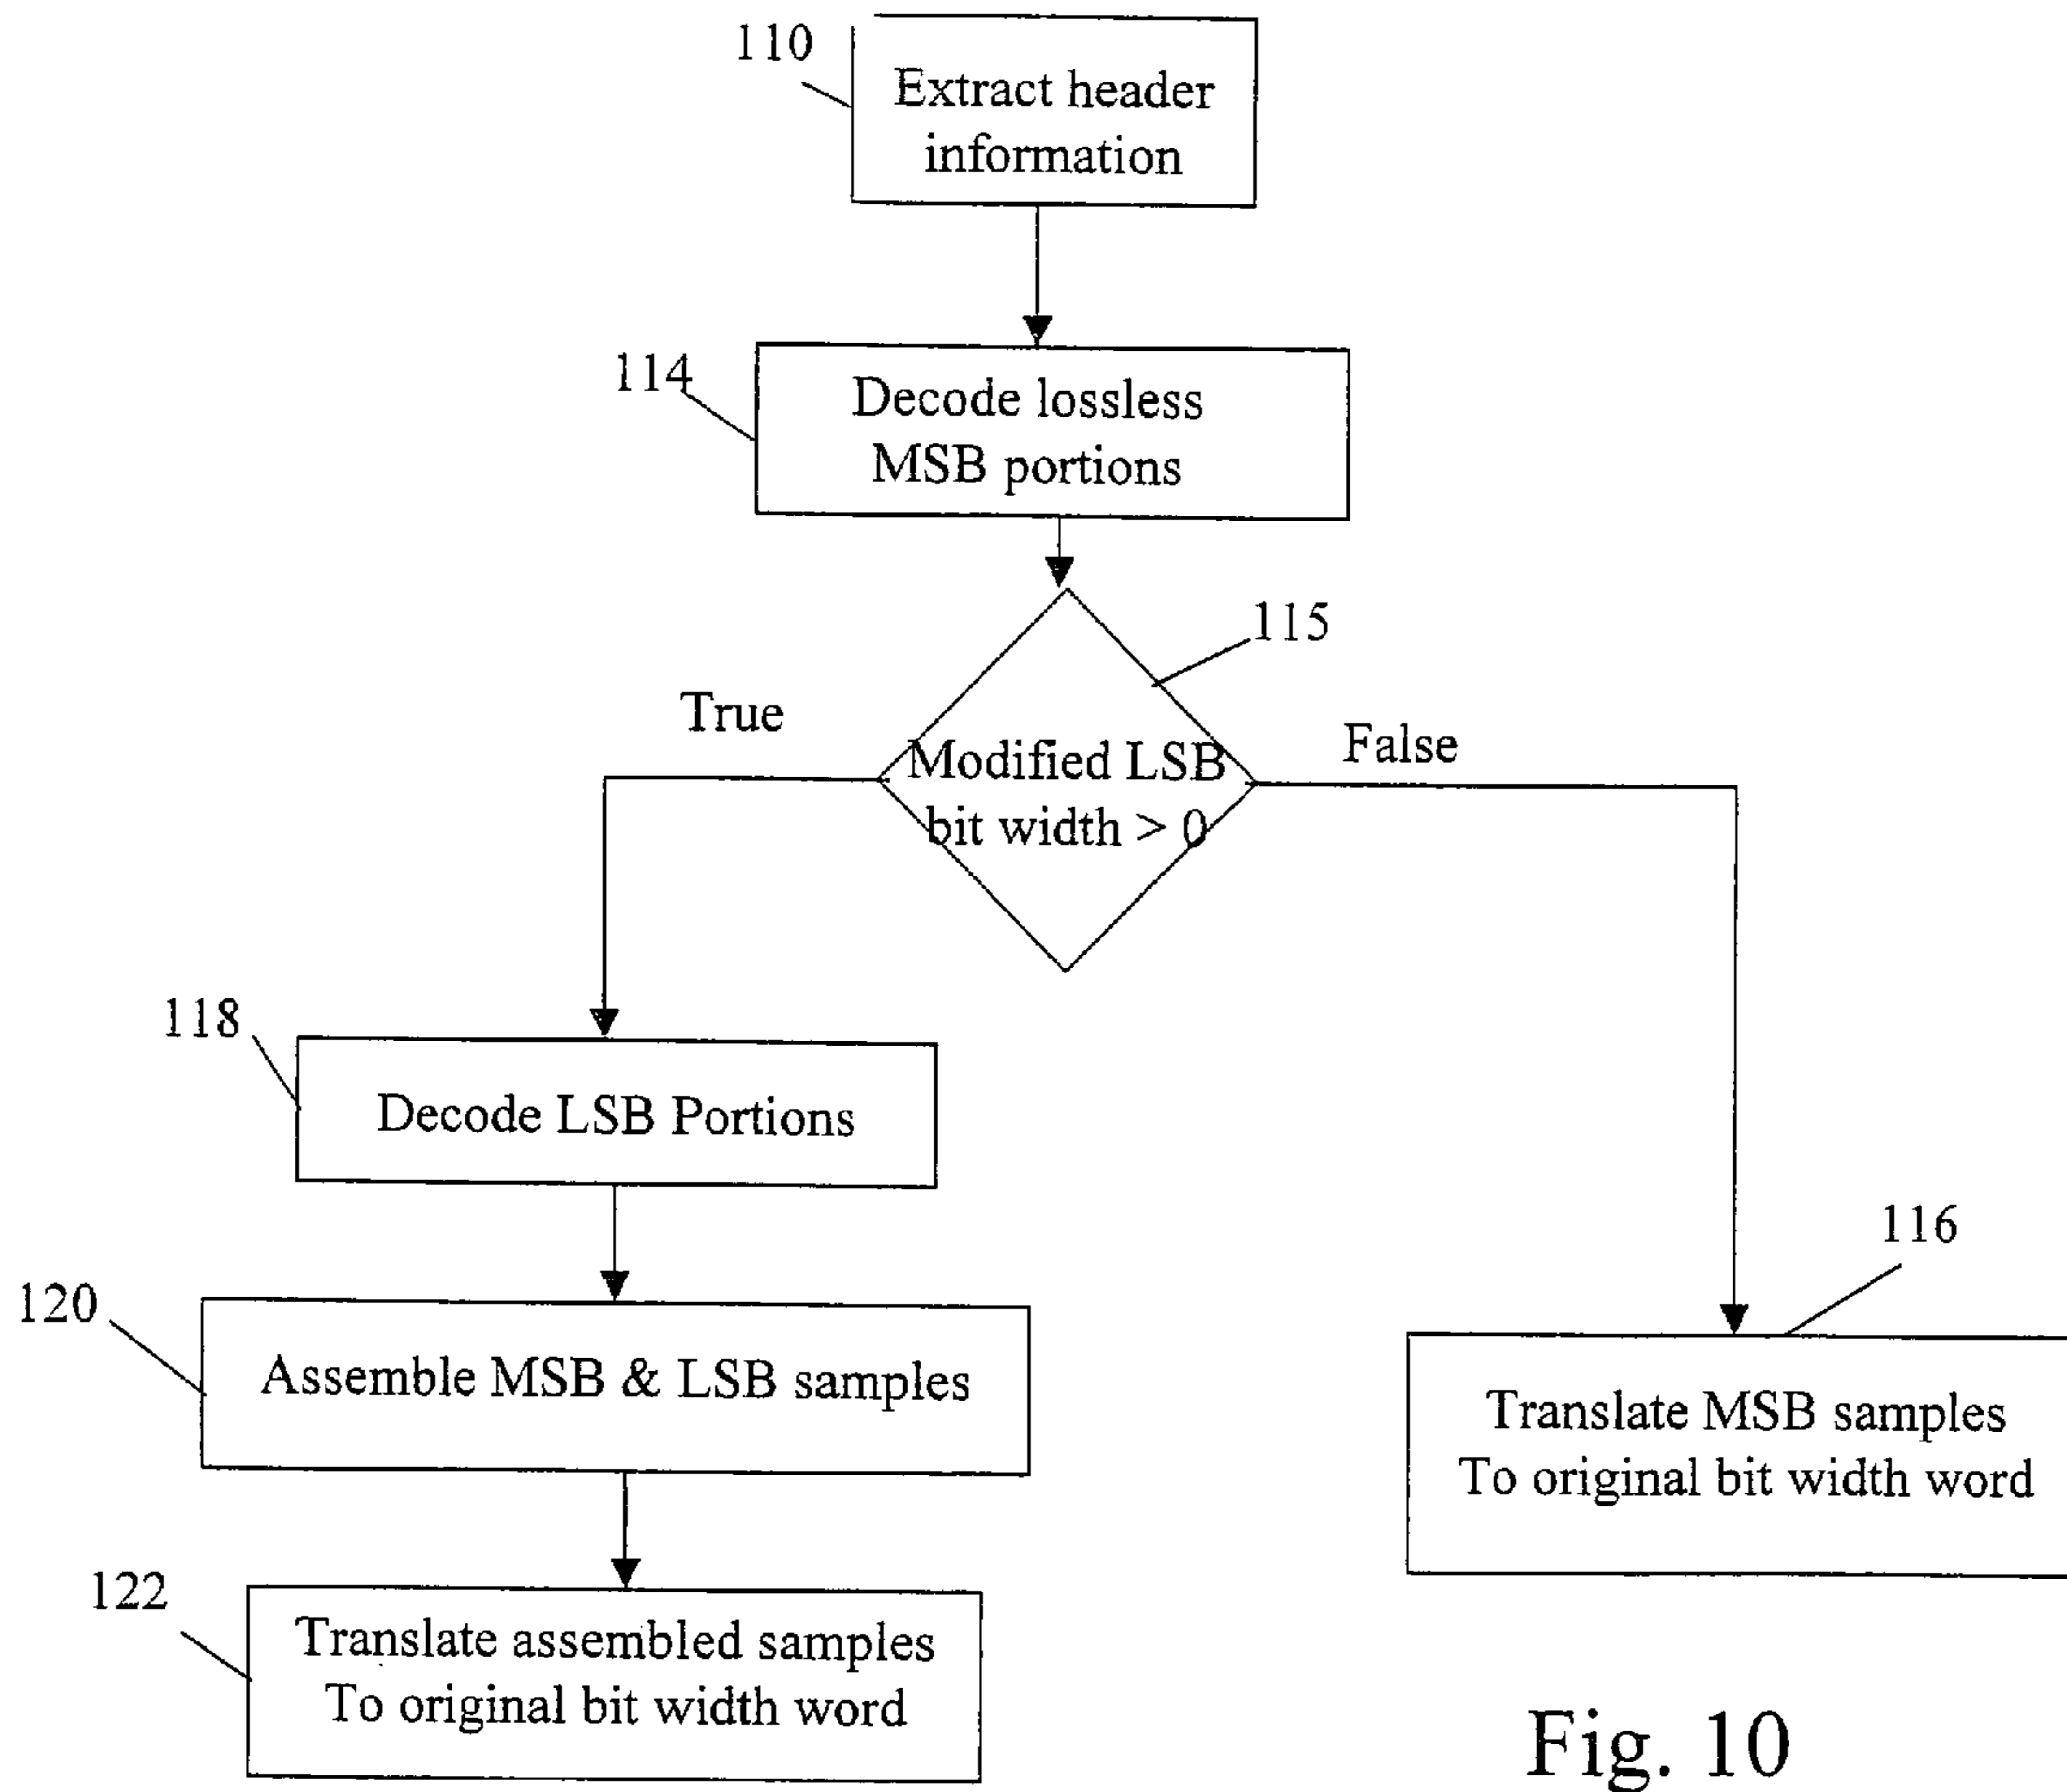 110
Extract header
information
114
Decode lossless
MSB portions
115
True
False
Modified LSB
bit width > 0
118
Decode LSB Portions
120
Assemble MSB & LSB samples
116
Translate MSB samples
To original bit width word
122
Translate assembled samples
To original bit width word
Fig. 10